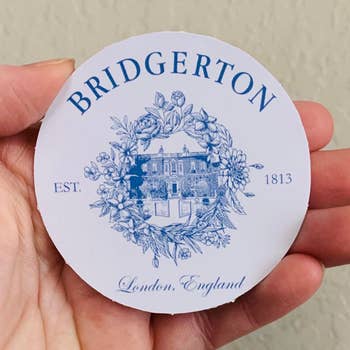 BRIDGERTON
EST. 1813
London, England